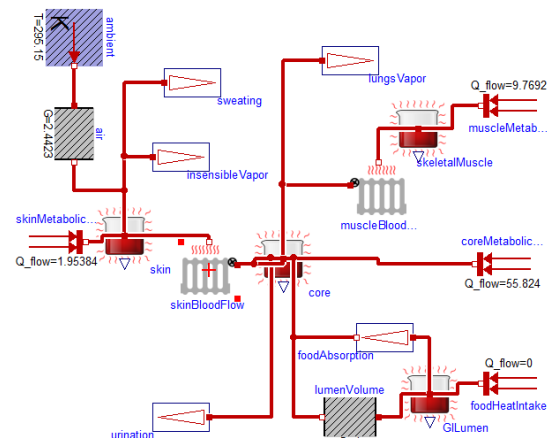 ambient
K
T=295.15
lungsVapor
sweating
Q_flow=9.7692
muscleMetab...
air
G=2.4423
skeletalMuscle
insensibleVapor
muscleBlood...
skinMetabolic...
coreMetabolic...
Q_flow=1.95384
skin
core
skinBloodFlow
Q_flow=55.824
foodAbsorption
Q_flow=0
lumenVolume
foodHeatIntake
GILumen
urination